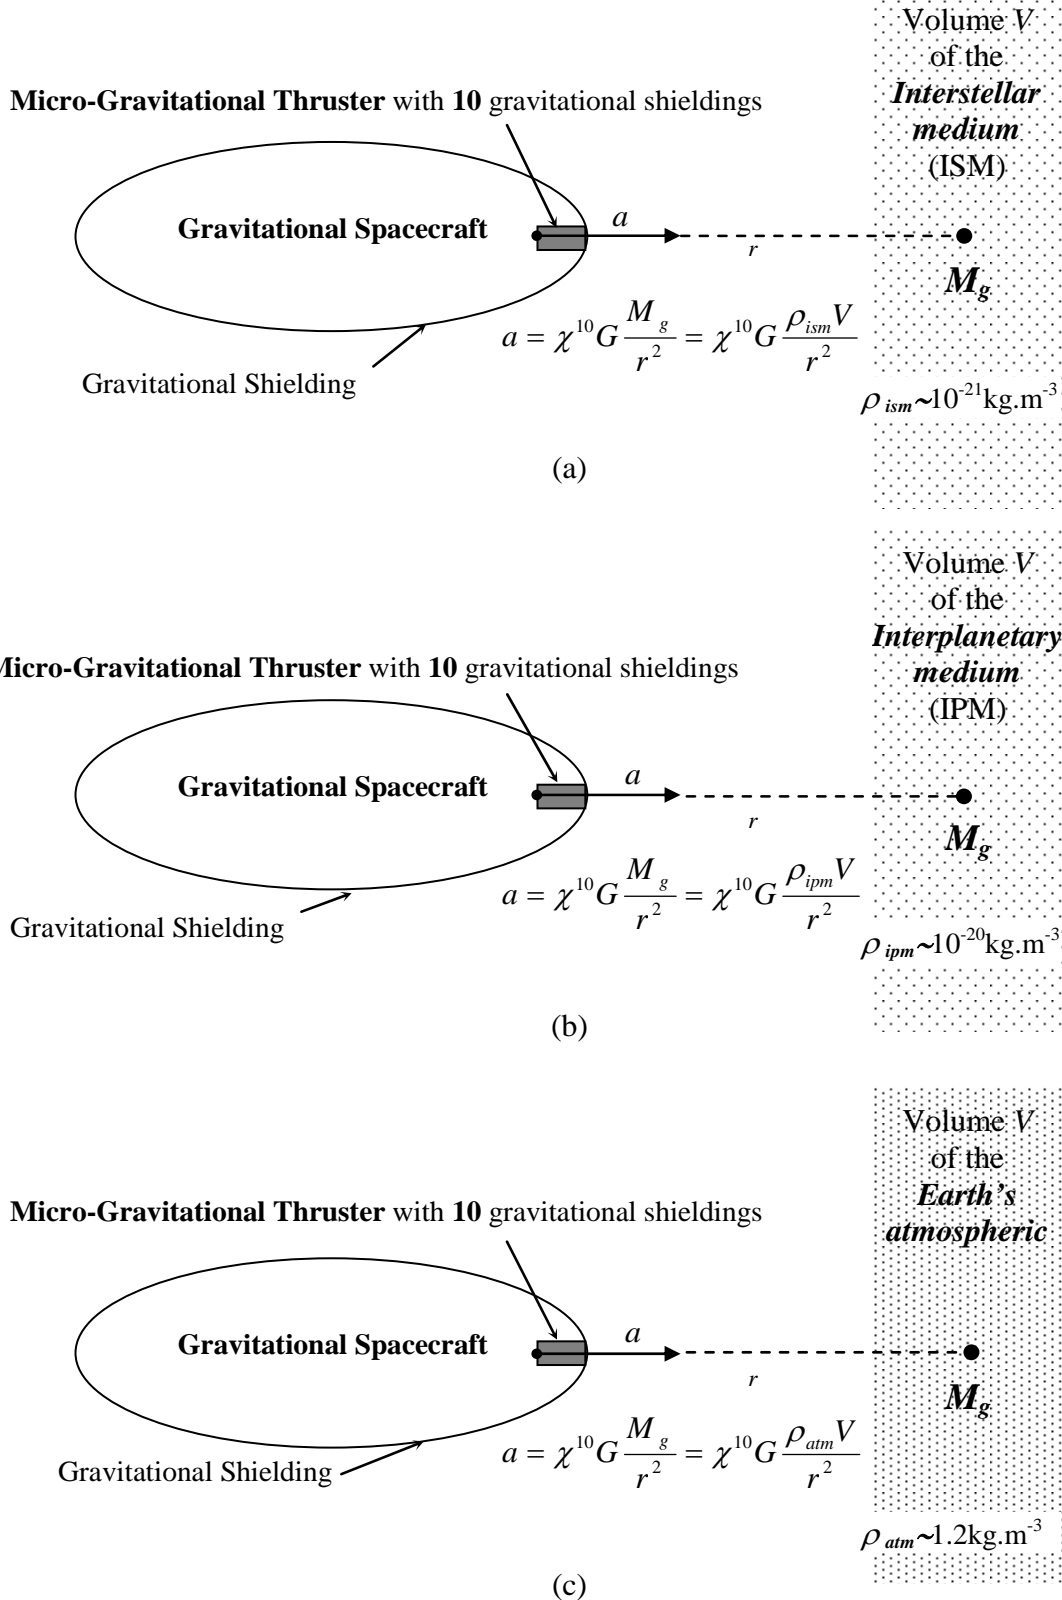 Volume V
of the
Interstellar
medium
(ISM)
Micro-Gravitational Thruster with 10 gravitational shieldings
Gravitational Spacecraft
a
r
M_g
a = χ^10 G M_g / r^2 = χ^10 G ρ_ism V / r^2
Gravitational Shielding
ρ_ism ~10^-21 kg.m^-3
(a)
Volume V
of the
Interplanetary
medium
(IPM)
Micro-Gravitational Thruster with 10 gravitational shieldings
Gravitational Spacecraft
a
r
M_g
a = χ^10 G M_g / r^2 = χ^10 G ρ_ipm V / r^2
Gravitational Shielding
ρ_ipm ~10^-20 kg.m^-3
(b)
Volume V
of the
Earth's
atmospheric
Micro-Gravitational Thruster with 10 gravitational shieldings
Gravitational Spacecraft
a
r
M_g
a = χ^10 G M_g / r^2 = χ^10 G ρ_atm V / r^2
Gravitational Shielding
ρ_atm ~1.2kg.m^-3
(c)